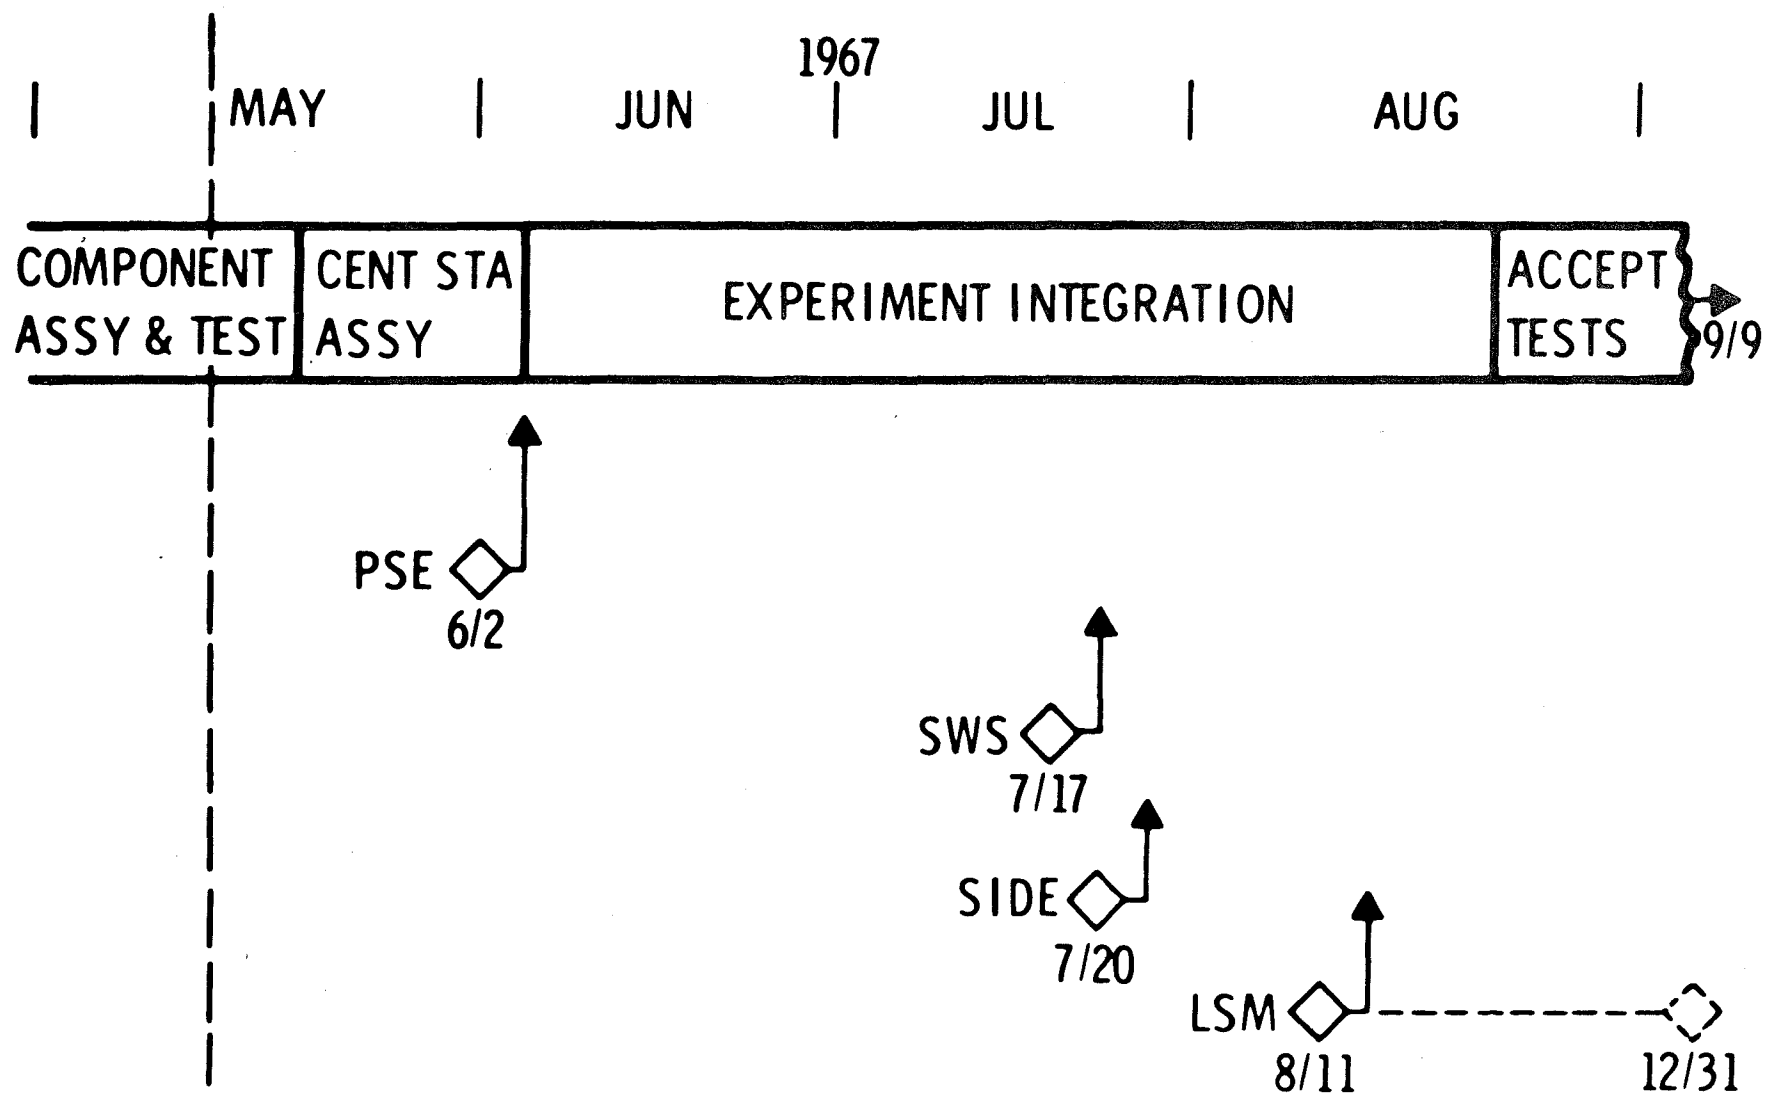 1967
MAY JUN JUL AUG
COMPONENT
ASSY & TEST
CENT STA
ASSY
EXPERIMENT INTEGRATION
ACCEPT
TESTS
9/9
PSE
6/2
SWS
7/17
SIDE
7/20
LSM
8/11
12/31